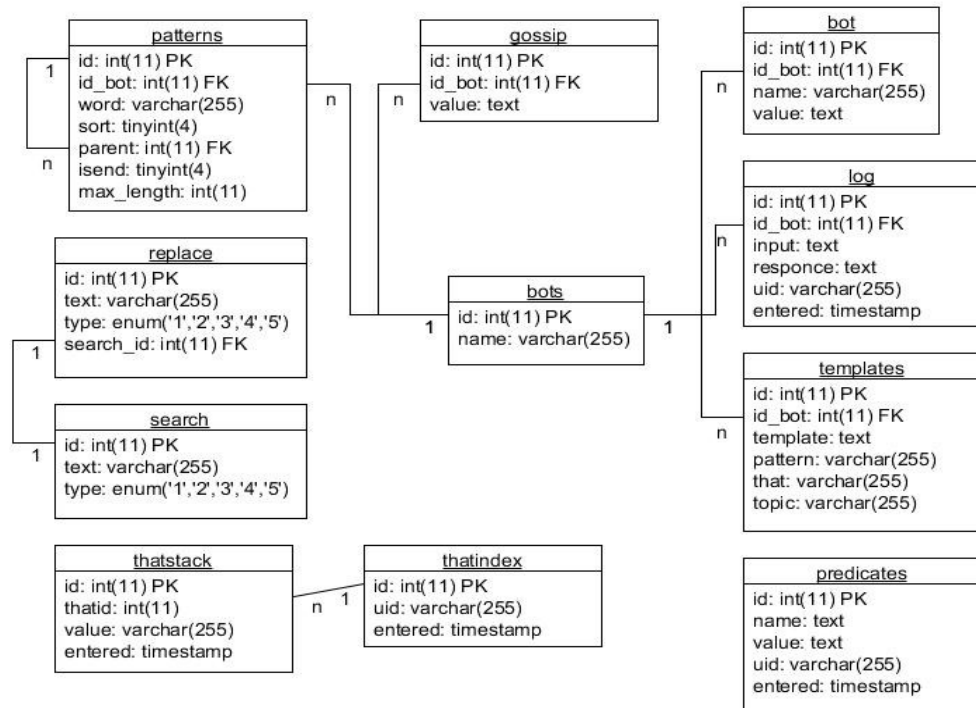 patterns
id: int(11) PK
id_bot: int(11) FK
word: varchar(255)
sort: tinyint(4)
parent: int(11) FK
isend: tinyint(4)
max_length: int(11)
1
n
n
gossip
id: int(11) PK
id_bot: int(11) FK
value: text
n
bot
id: int(11) PK
id_bot: int(11) FK
name: varchar(255)
value: text
n
log
id: int(11) PK
id_bot: int(11) FK
input: text
responce: text
uid: varchar(255)
entered: timestamp
n
replace
id: int(11) PK
text: varchar(255)
type: enum('1','2','3','4','5')
search_id: int(11) FK
1
bots
id: int(11) PK
name: varchar(255)
1
1
templates
id: int(11) PK
id_bot: int(11) FK
template: text
pattern: varchar(255)
that: varchar(255)
topic: varchar(255)
n
search
id: int(11) PK
text: varchar(255)
type: enum('1','2','3','4','5')
1
thatstack
id: int(11) PK
thatid: int(11)
value: varchar(255)
entered: timestamp
n
1
thatindex
id: int(11) PK
uid: varchar(255)
entered: timestamp
predicates
id: int(11) PK
name: text
value: text
uid: varchar(255)
entered: timestamp